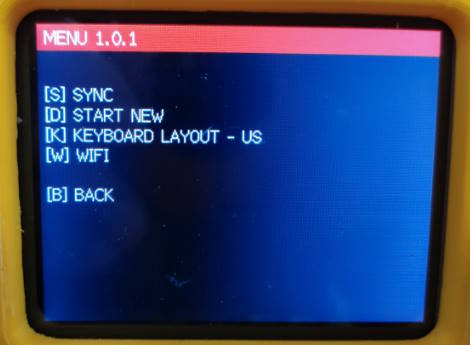 MENU 1.0.1
[S] SYNC
[D] START NEW
[K] KEYBOARD LAYOUT - US
[W] WIFI
[B] BACK